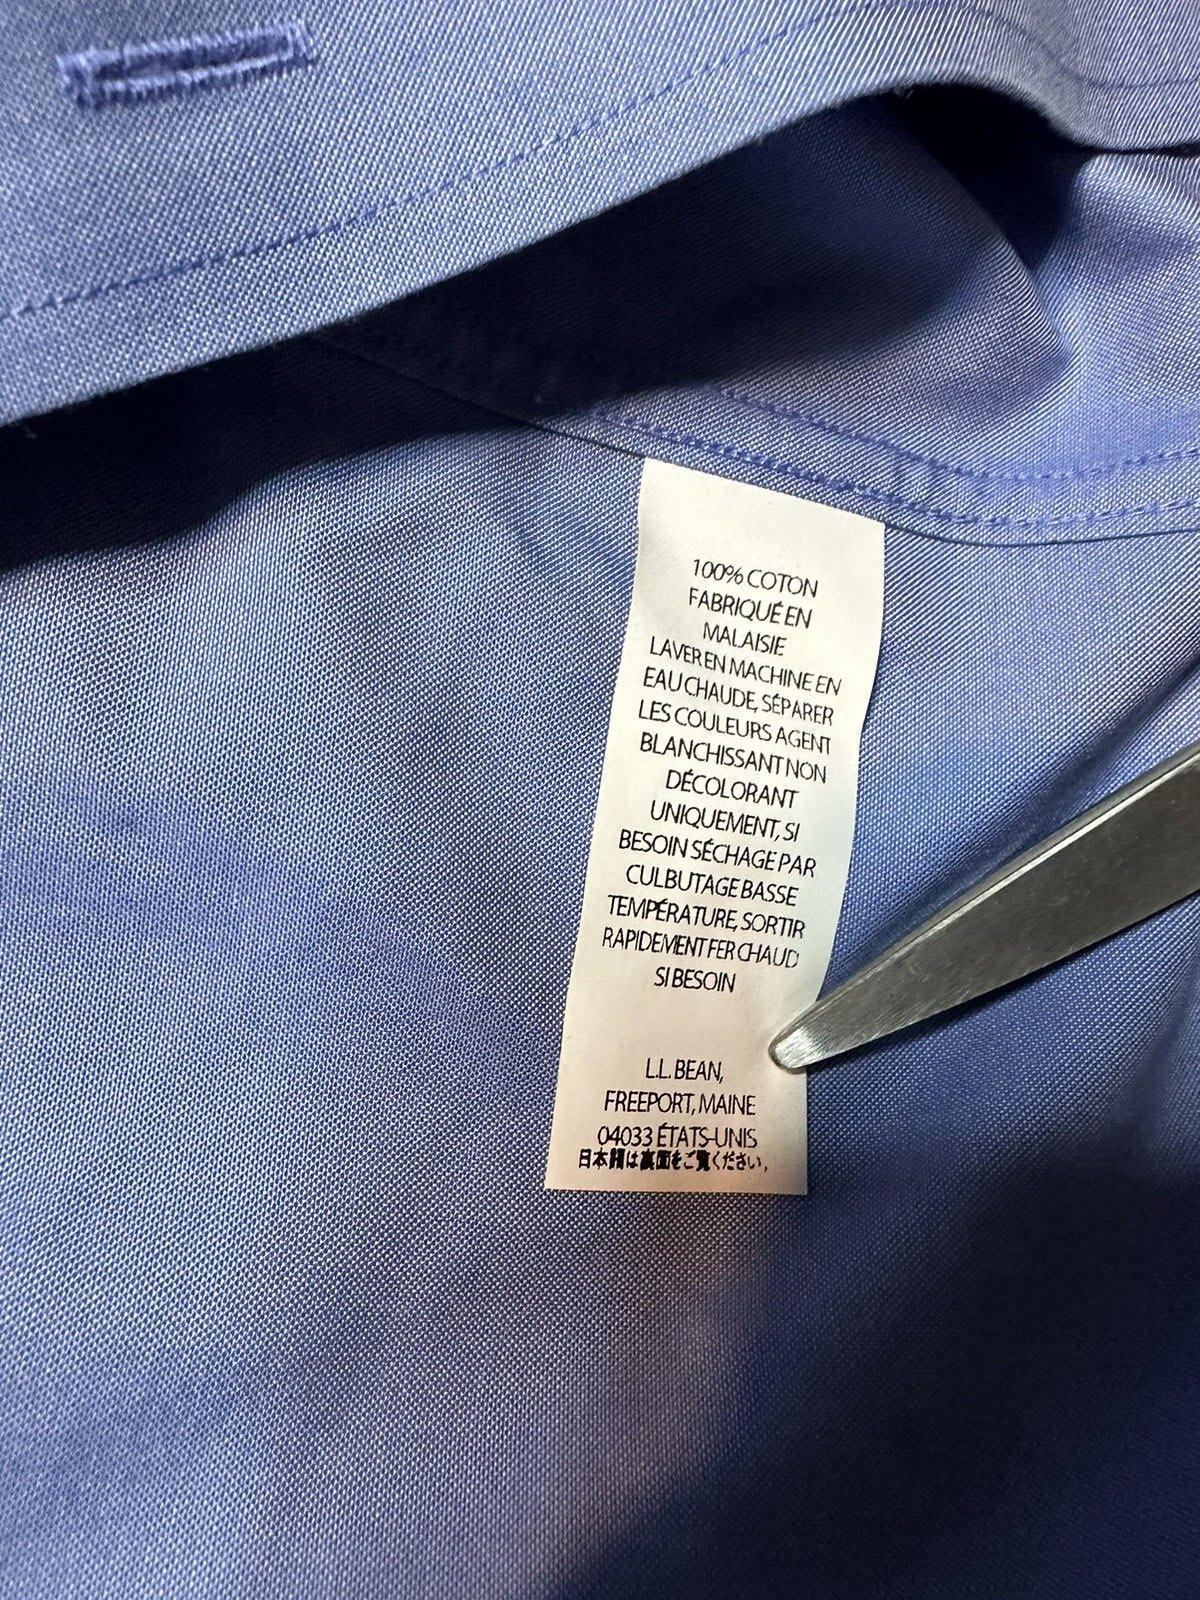 100% COTON
FABRIQUÉ EN
MALAISIE
LAVER EN MACHINE EN
EAU CHAUDE, SÉPARER
LES COULEURS AGENT
BLANCHISSANT NON
DÉCOLORANT
UNIQUEMENT, SI
BESOIN SÉCHAGE PAR
CULBUTAGE BASSE
TEMPÉRATURE, SORTIR
RAPIDEMENT FER CHAUD
SI BESOIN
L.L. BEAN,
FREEPORT, MAINE
04033 ÉTATS-UNIS
日本語は裏面をご覧ください。